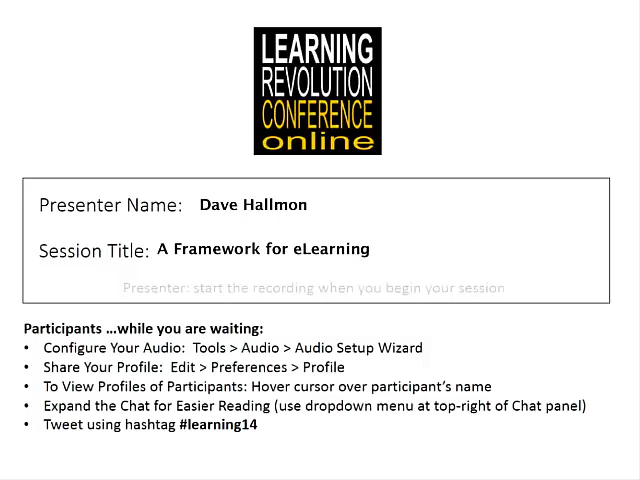 LEARNING
REVOLUTION
CONFERENCE
online
Presenter Name: Dave Hallmon
Session Title: A Framework for eLearning
Presenter: start the recording when you begin your session
Participants ...while you are waiting:
• Configure Your Audio: Tools > Audio > Audio Setup Wizard
• Share Your Profile: Edit > Preferences > Profile
• To View Profiles of Participants: Hover cursor over participant's name
• Expand the Chat for Easier Reading (use dropdown menu at top-right of Chat panel)
• Tweet using hashtag #learning14